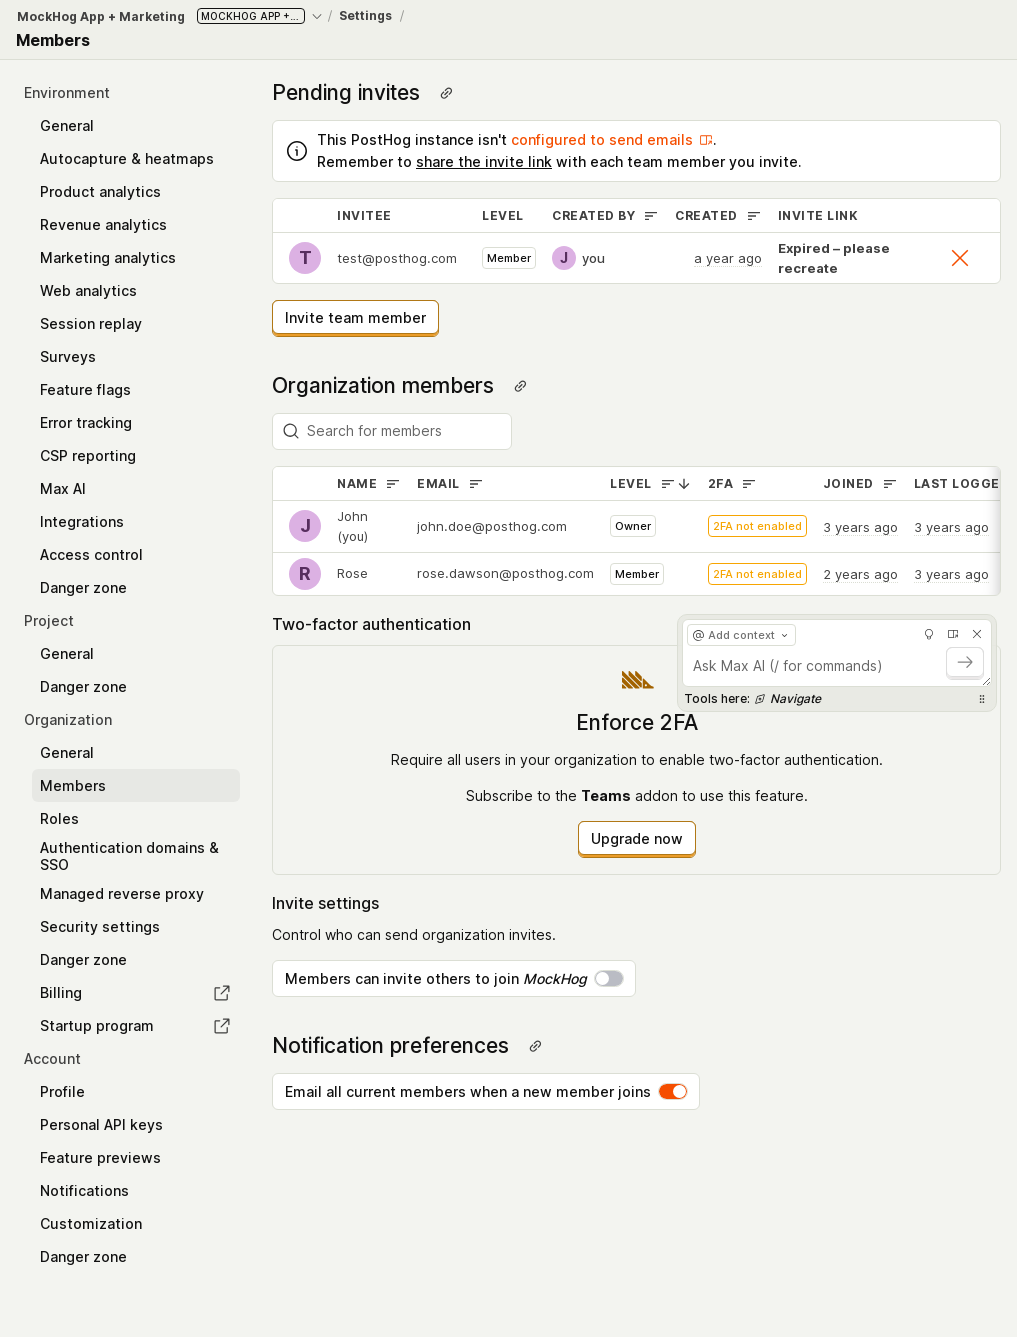 MockHog App + Marketing MOCKHOG APP +... / Settings /
Members
Environment
General
Autocapture & heatmaps
Product analytics
Revenue analytics
Marketing analytics
Web analytics
Session replay
Surveys
Feature flags
Error tracking
CSP reporting
Max AI
Integrations
Access control
Danger zone
Project
General
Danger zone
Organization
General
Members
Roles
Authentication domains &
SSO
Managed reverse proxy
Security settings
Danger zone
Billing
Startup program
Account
Profile
Personal API keys
Feature previews
Notifications
Customization
Danger zone
Pending invites
This PostHog instance isn't configured to send emails.
Remember to share the invite link with each team member you invite.
INVITEE LEVEL CREATED BY CREATED INVITE LINK
T test@posthog.com Member J you a year ago Expired – please
recreate
Invite team member
Organization members
Search for members
NAME EMAIL LEVEL 2FA JOINED LAST LOGGE
J John
(you) john.doe@posthog.com Owner 2FA not enabled 3 years ago 3 years ago
R Rose rose.dawson@posthog.com Member 2FA not enabled 2 years ago 3 years ago
Two-factor authentication
@ Add context
Ask Max AI (/ for commands)
Tools here: Navigate
Enforce 2FA
Require all users in your organization to enable two-factor authentication.
Subscribe to the Teams addon to use this feature.
Upgrade now
Invite settings
Control who can send organization invites.
Members can invite others to join MockHog
Notification preferences
Email all current members when a new member joins